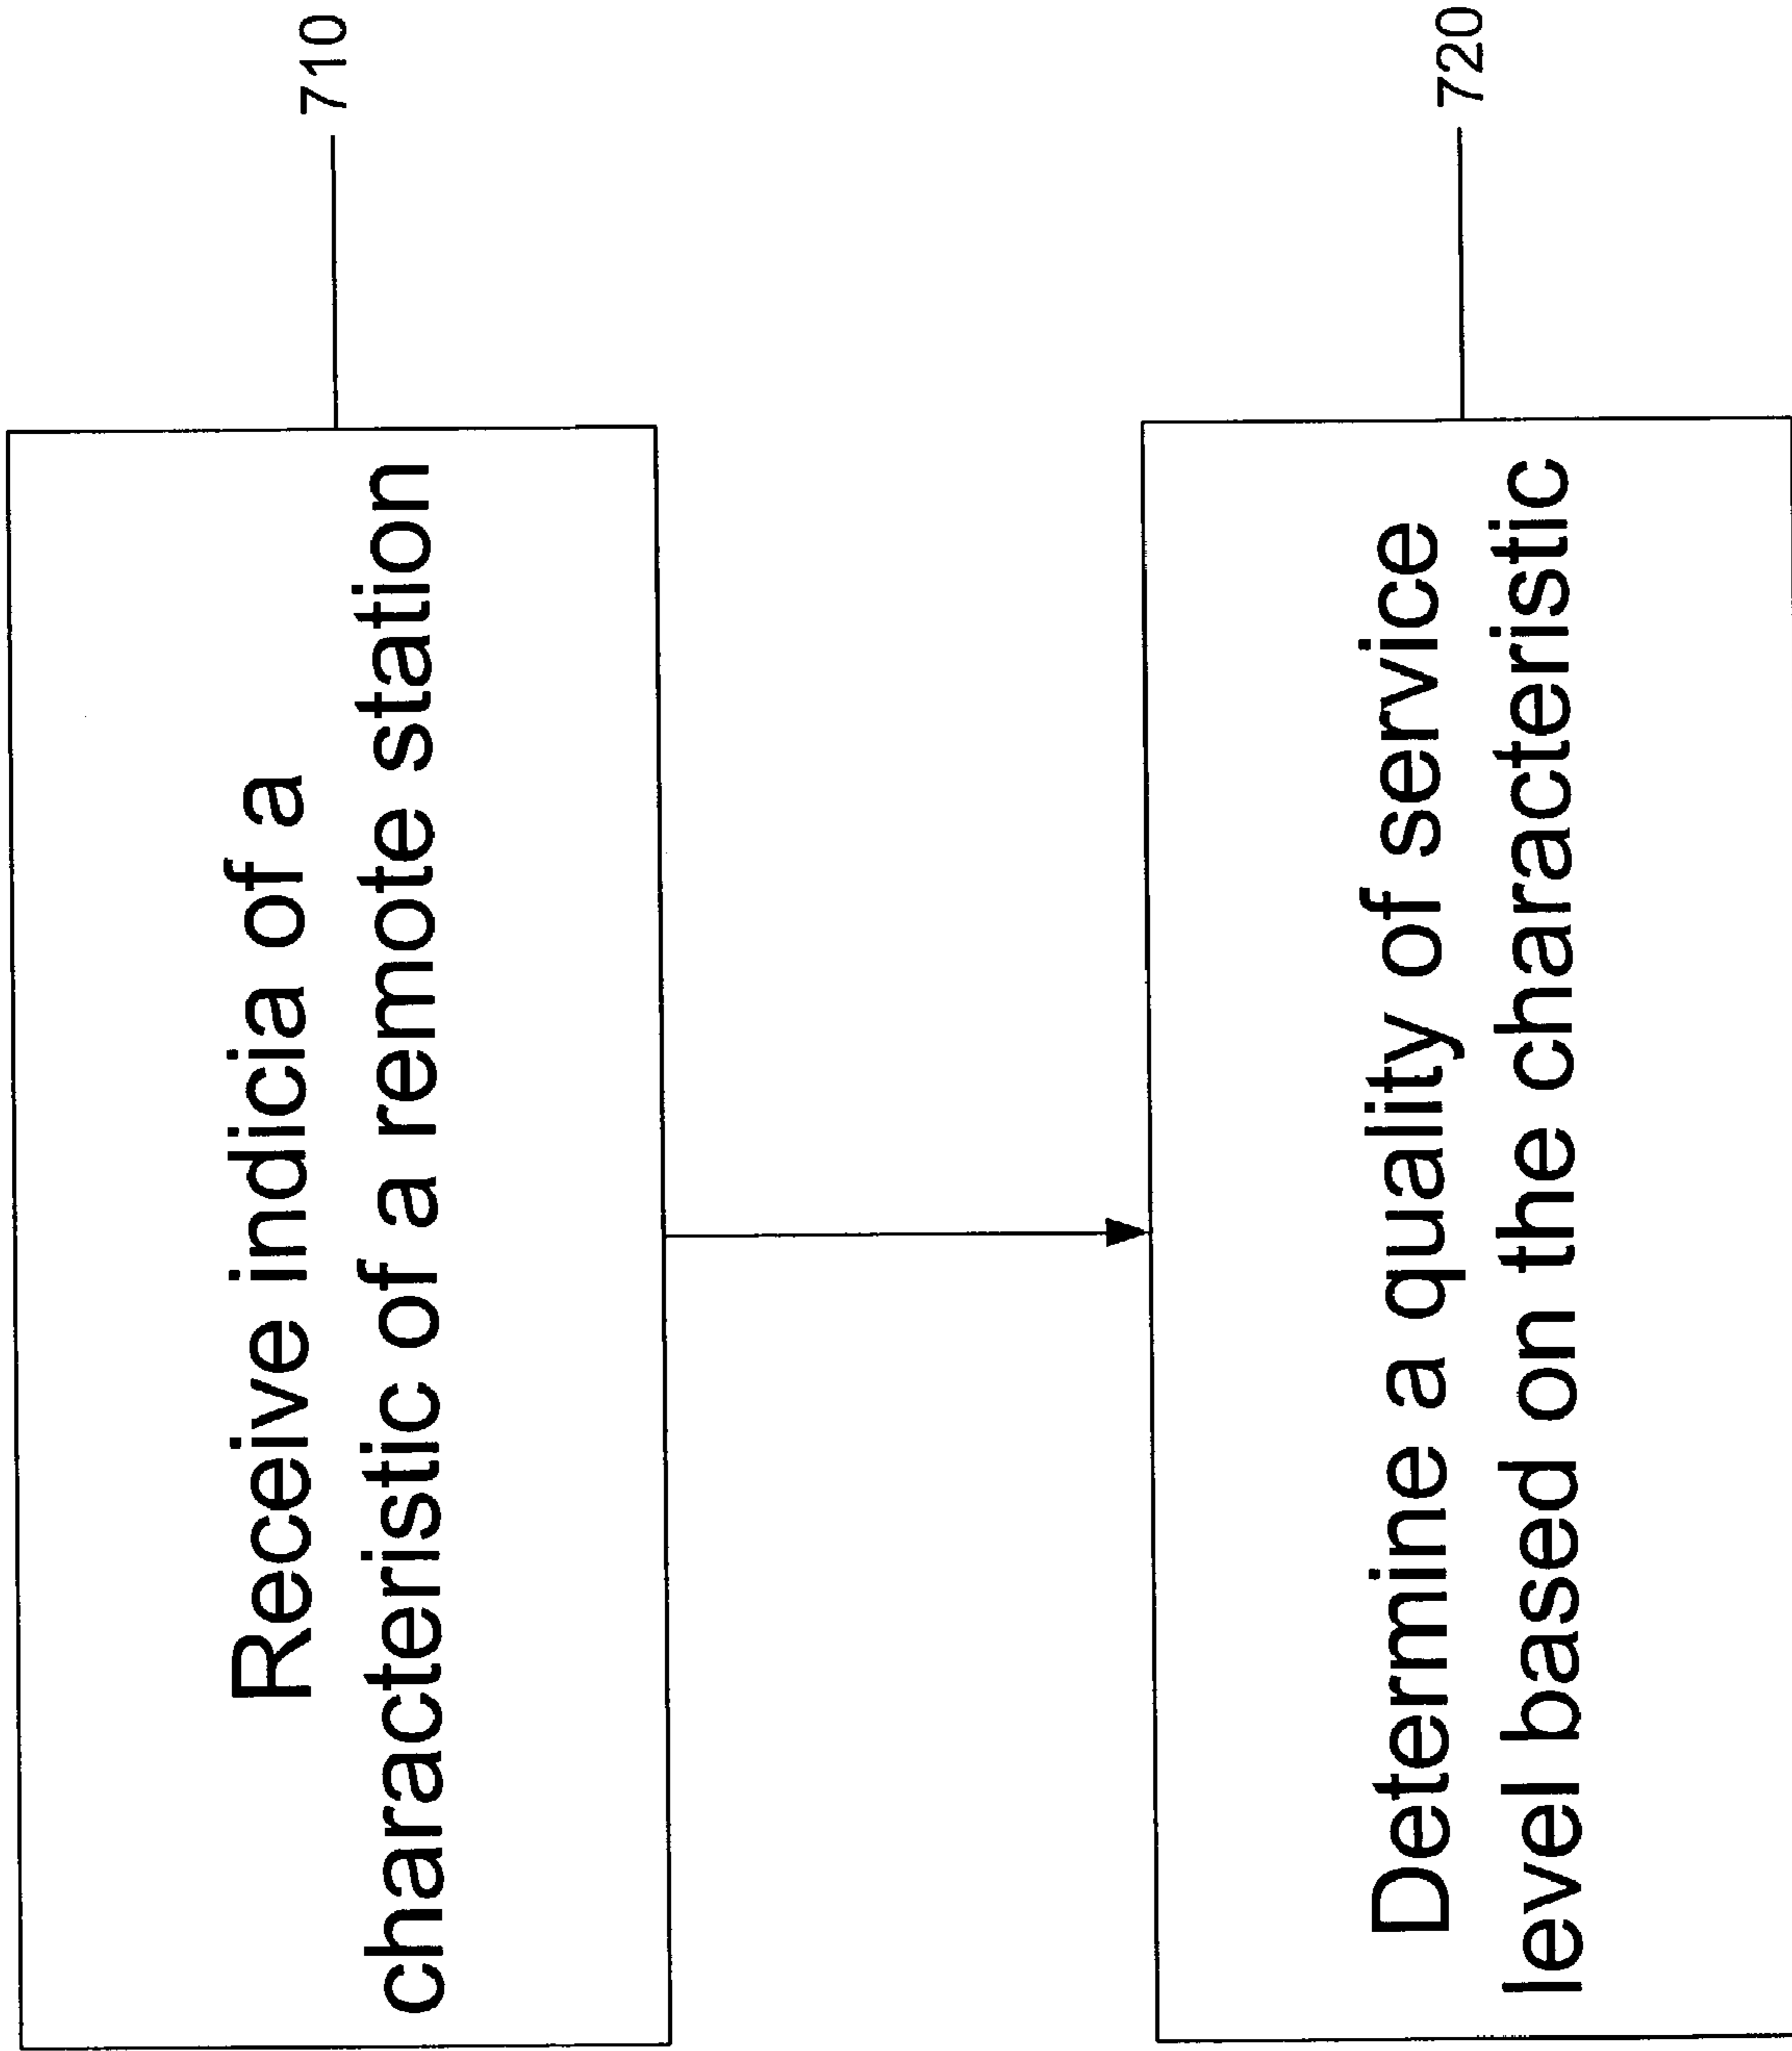 Receive indicia of a
characteristic of a remote station
710
Determine a quality of service
level based on the characteristic
720